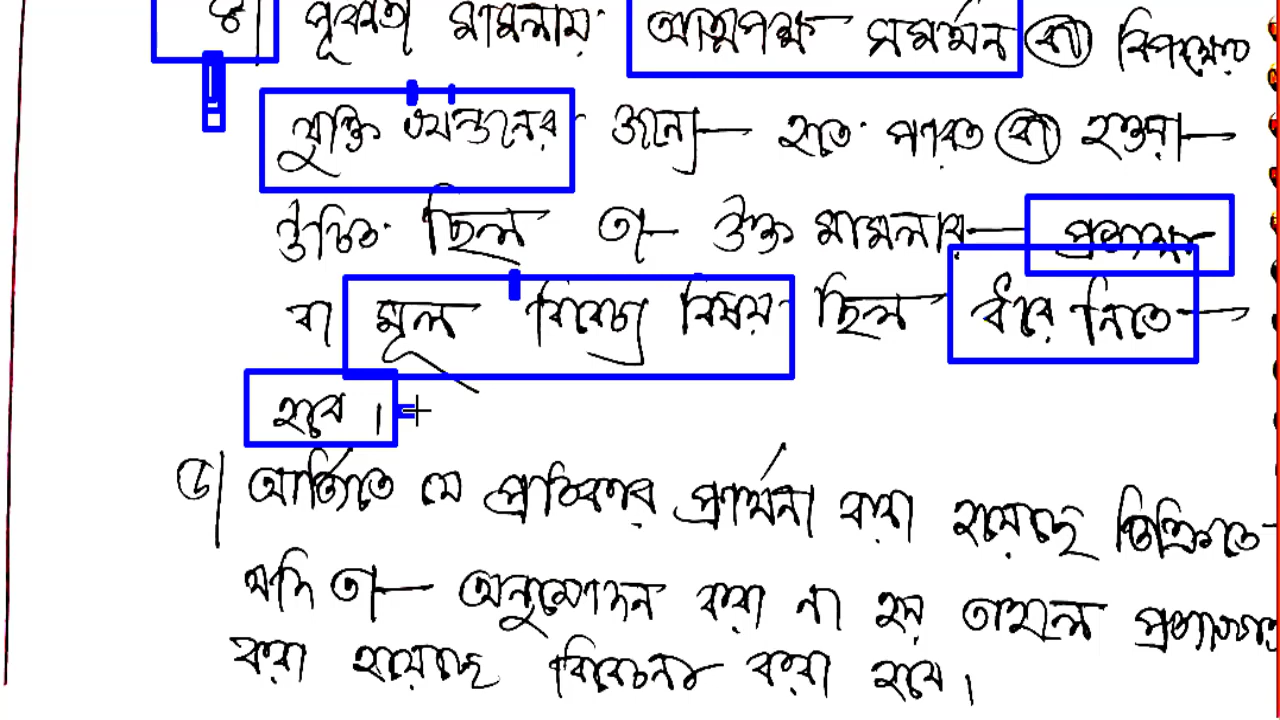 ৪| পূর্ববর্তী মামলায় আত্মপক্ষ সমর্থন বা বিপক্ষের
যুক্তি খন্ডনের জন্যে হতে পারত বা হওয়া
উচিত ছিল তা উক্ত মামলার প্রত্যক্ষ
বা মূল বিবেচ্য বিষয় ছিল ধরে নিতে
হবে।
৫| আর্জিতে যে প্রতিকার প্রার্থনা করা হয়েছে ডিক্রিতে
যদি তা অনুমোদন করা না হয় তাহলে প্রত্যাখ্যান
করা হয়েছে বিবেচনা করা হবে।